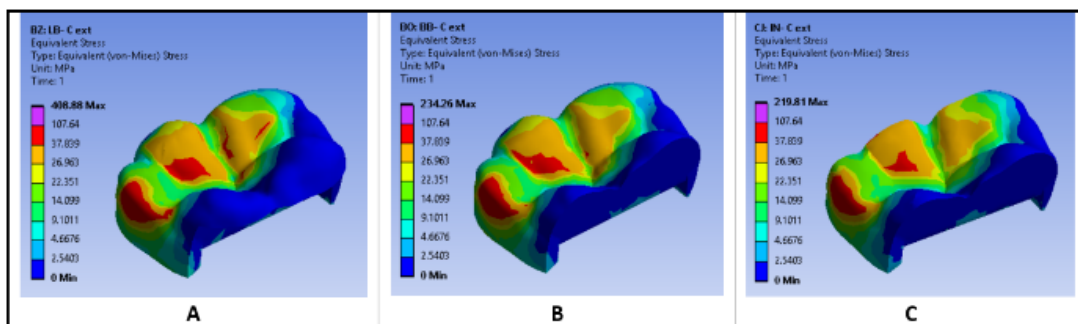 BZ: LB- C ext
Equivalent Stress
Type: Equivalent (von-Mises) Stress
Unit: MPa
Time: 1
408.88 Max
107.64
37.839
26.963
22.351
14.099
9.1011
4.6676
2.5403
0 Min
A
BO: BB- C ext
Equivalent Stress
Type: Equivalent (von-Mises) Stress
Unit: MPa
Time: 1
234.26 Max
107.64
37.839
26.963
22.351
14.099
9.1011
4.6676
2.5403
0 Min
B
CJ: IN- C ext
Equivalent Stress
Type: Equivalent (von-Mises) Stress
Unit: MPa
Time: 1
219.81 Max
107.64
37.839
26.963
22.351
14.099
9.1011
4.6676
2.5403
0 Min
C